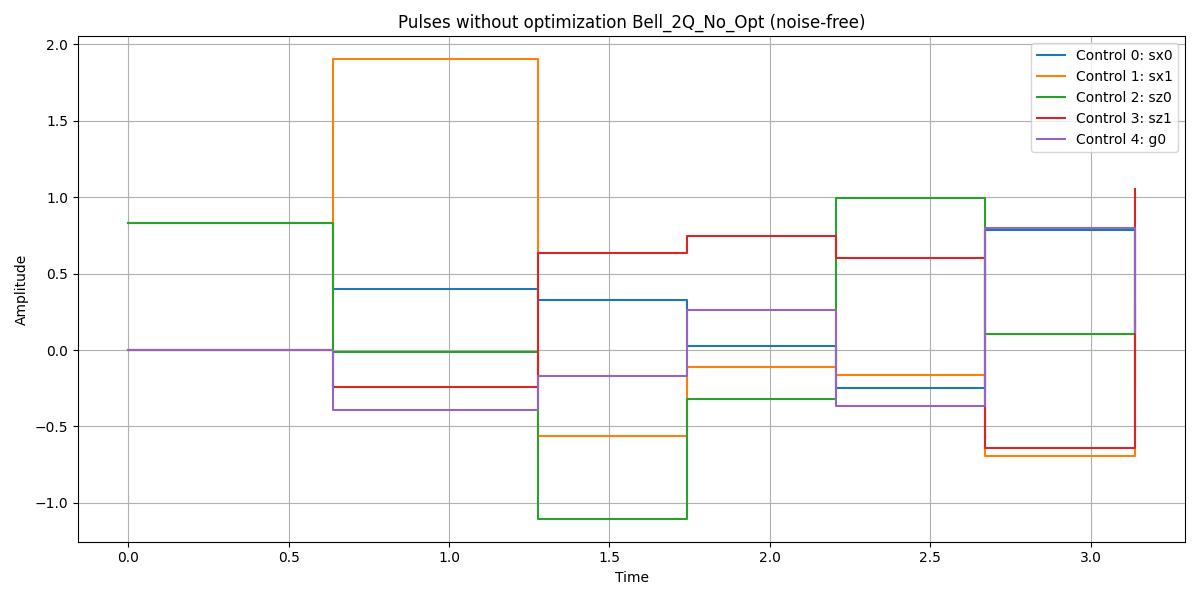 Pulses without optimization Bell_2Q_No_Opt (noise-free)
Control 0: sx0
Control 1: sx1
Control 2: sz0
Control 3: sz1
Control 4: g0
Amplitude
2.0
1.5
1.0
0.5
0.0
−0.5
−1.0
0.0 0.5 1.0 1.5 2.0 2.5 3.0
Time